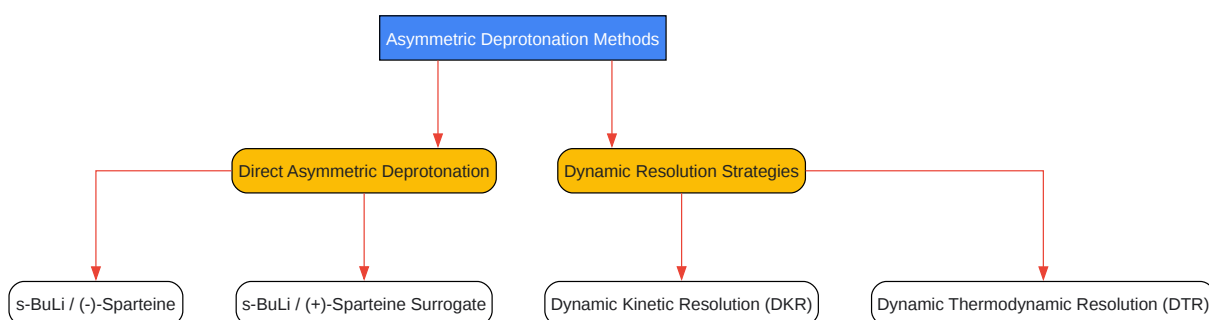 Asymmetric Deprotonation Methods
Direct Asymmetric Deprotonation
Dynamic Resolution Strategies
s-BuLi / (-)-Sparteine
s-BuLi / (+)-Sparteine Surrogate
Dynamic Kinetic Resolution (DKR)
Dynamic Thermodynamic Resolution (DTR)